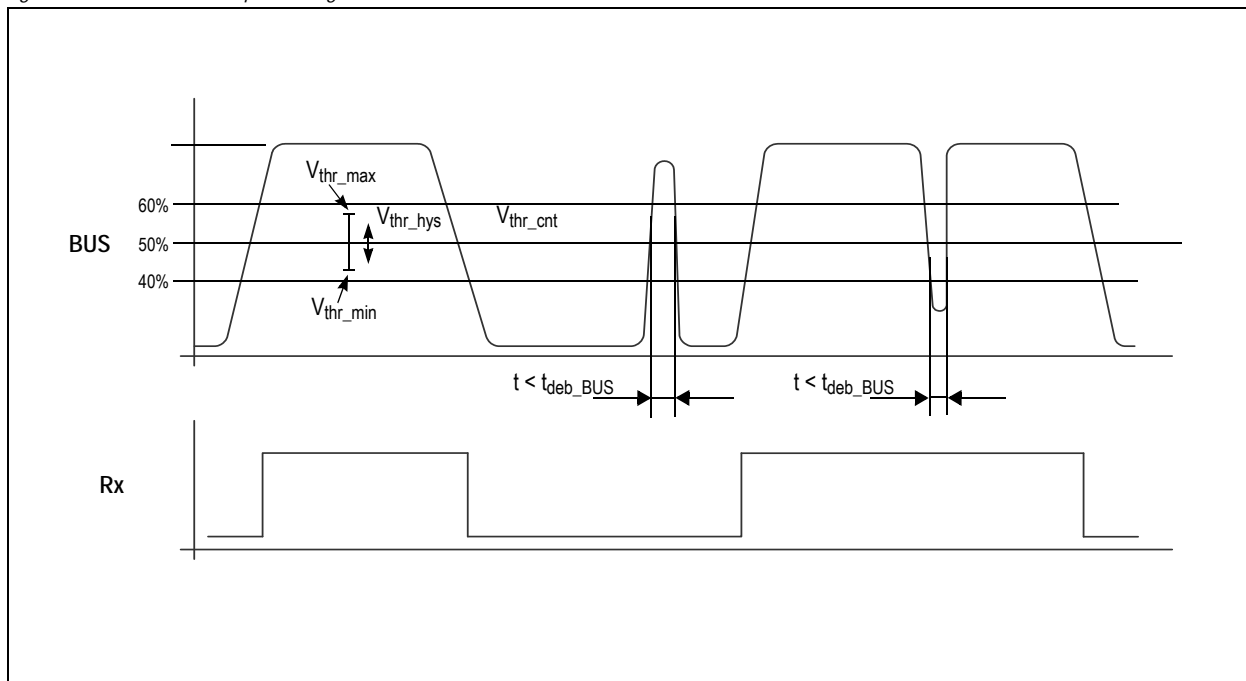 V_thr_max
60%
V_thr_hys
V_thr_cnt
BUS
50%
40%
V_thr_min
t < t_deb_BUS
t < t_deb_BUS
Rx